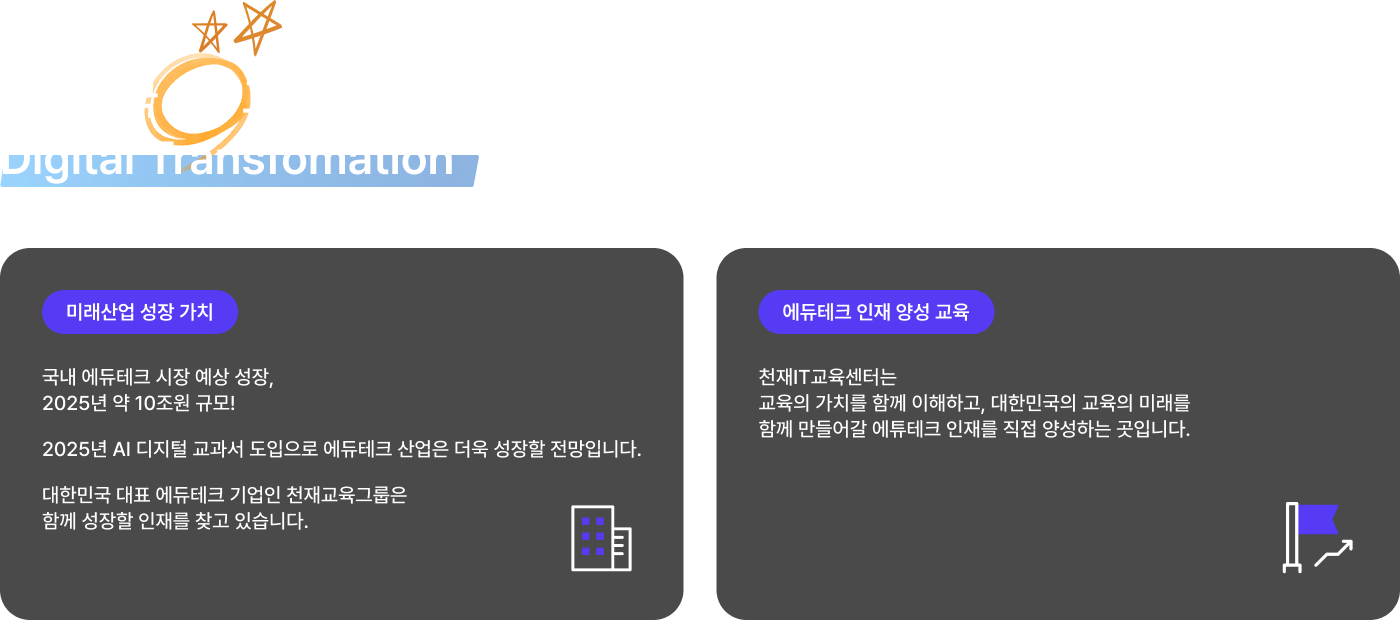 Digital Transfomation
미래산업 성장 가치
국내 에듀테크 시장 예상 성장,
2025년 약 10조원 규모!
2025년 AI 디지털 교과서 도입으로 에듀테크 산업은 더욱 성장할 전망입니다.
대한민국 대표 에듀테크 기업인 천재교육그룹은
함께 성장할 인재를 찾고 있습니다.
에듀테크 인재 양성 교육
천재IT교육센터는
교육의 가치를 함께 이해하고, 대한민국의 교육의 미래를
함께 만들어갈 에튜테크 인재를 직접 양성하는 곳입니다.